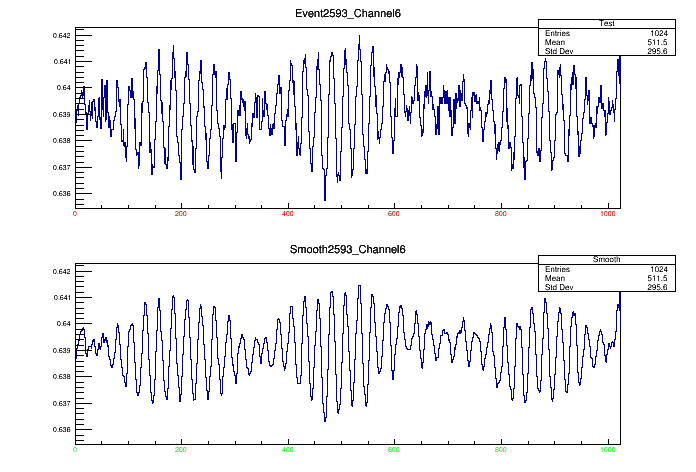 Event2593_Channel6
Test
Entries 1024
Mean 511.5
Std Dev 295.6
0.642
0.641
0.64
0.639
0.638
0.637
0.636
0 200 400 600 800 1000
Smooth2593_Channel6
Smooth
Entries 1024
Mean 511.5
Std Dev 295.6
0.642
0.641
0.64
0.639
0.638
0.637
0.636
0 200 400 600 800 1000